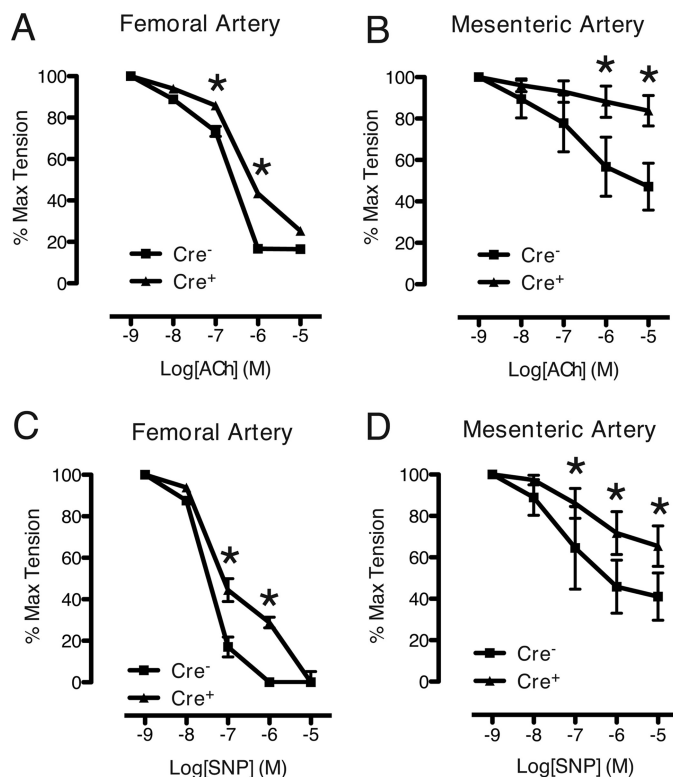 A
Femoral Artery
% Max Tension
100
80
60
40
20
0
*
*
Cre⁻
Cre⁺
-9 -8 -7 -6 -5
Log[ACh] (M)
B
Mesenteric Artery
% Max Tension
100
80
60
40
20
0
*
*
Cre⁻
Cre⁺
-9 -8 -7 -6 -5
Log[ACh] (M)
C
Femoral Artery
% Max Tension
100
80
60
40
20
0
*
*
Cre⁻
Cre⁺
-9 -8 -7 -6 -5
Log[SNP] (M)
D
Mesenteric Artery
% Max Tension
100
80
60
40
20
0
*
*
*
Cre⁻
Cre⁺
-9 -8 -7 -6 -5
Log[SNP] (M)